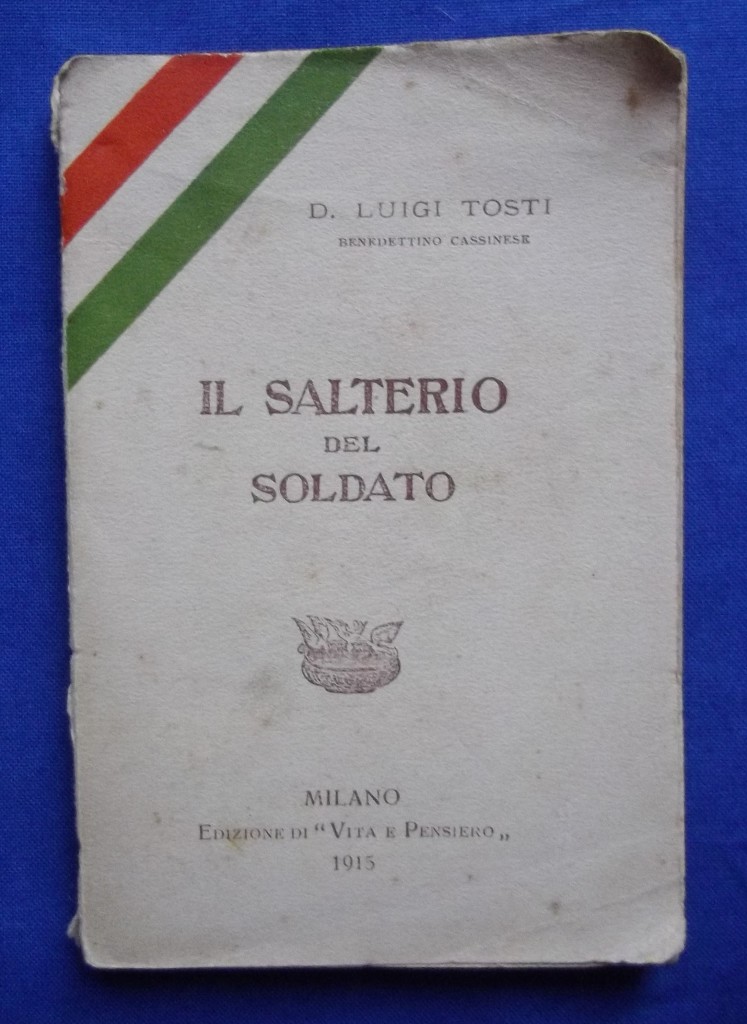 D. LUIGI TOSTI
BENEDETTINO CASSINESE
IL SALTERIO
DEL
SOLDATO
MILANO
EDIZIONE DI “VITA E PENSIERO„
1915